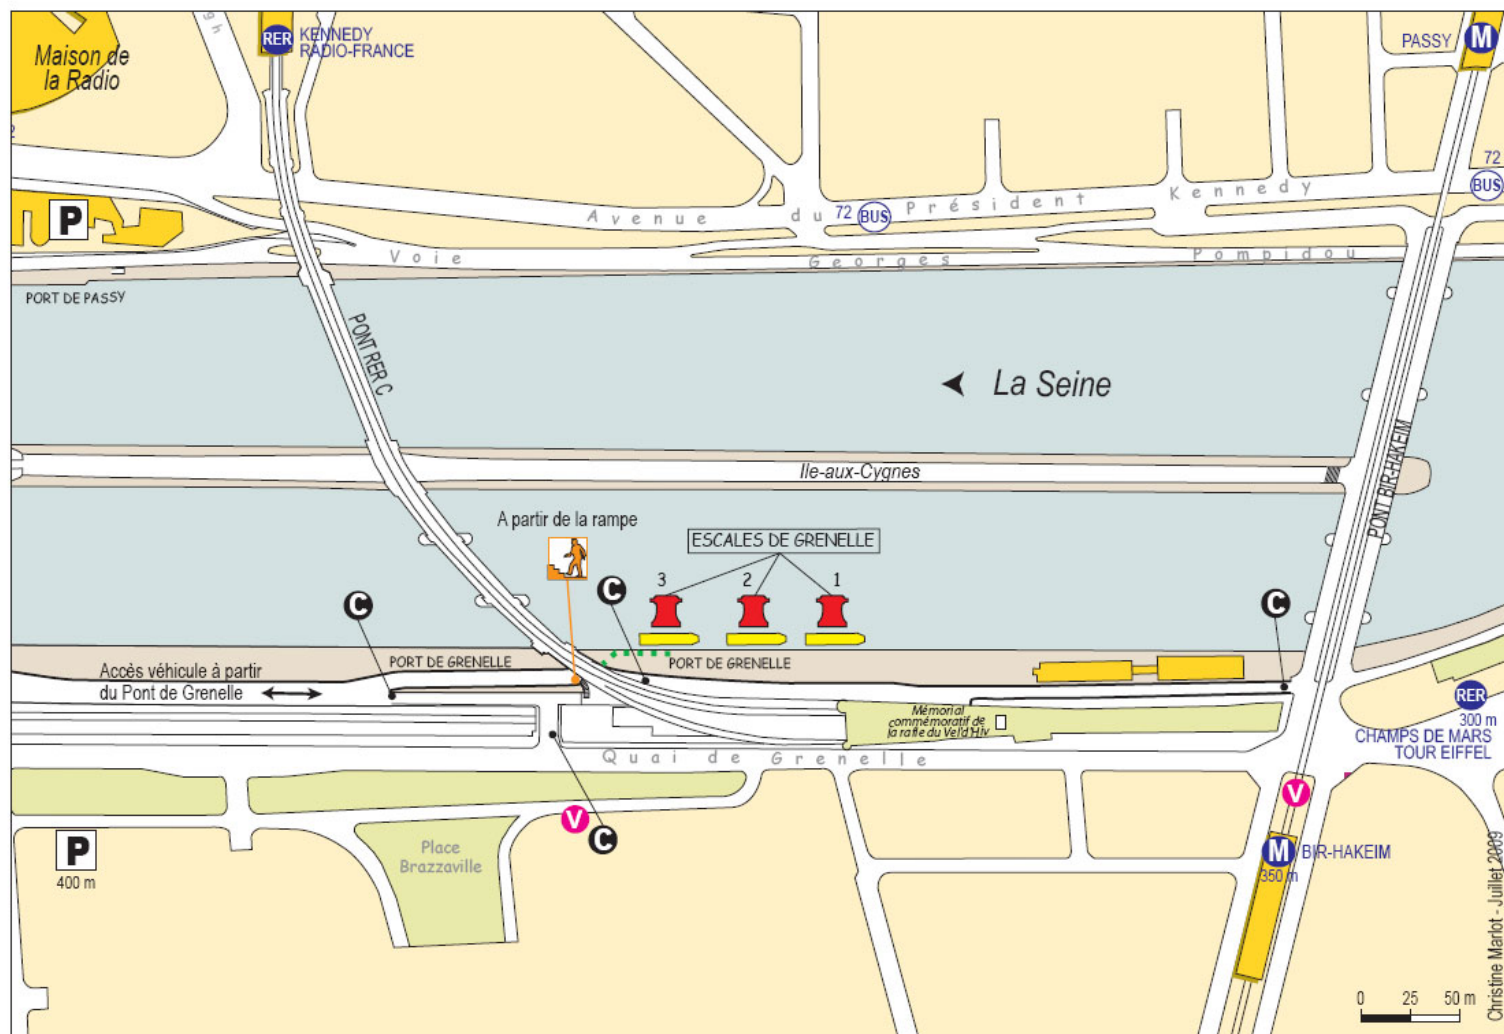 Maison de
la Radio
RER
KENNEDY
RADIO-FRANCE
gh
PASSY
M
2
P
72
BUS
Avenue du Président Kennedy
72
BUS
Voie Georges Pompidou
PORT DE PASSY
PONT RER C
La Seine
Ile-aux-Cygnes
PONT BIR-HAKEIM
A partir de la rampe
ESCALES DE GRENELLE
3
2
1
C
C
C
Accès véhicule à partir
du Pont de Grenelle
PORT DE GRENELLE
PORT DE GRENELLE
Mémorial
commémoratif de
la rafle du Vel'd'Hiv
RER
300 m
CHAMPS DE MARS
TOUR EIFFEL
Quai de Grenelle
V
V
C
P
400 m
Place
Brazzaville
M
BIR-HAKEIM
350 m
0 25 50 m
Christine Marlot - Juillet 2009